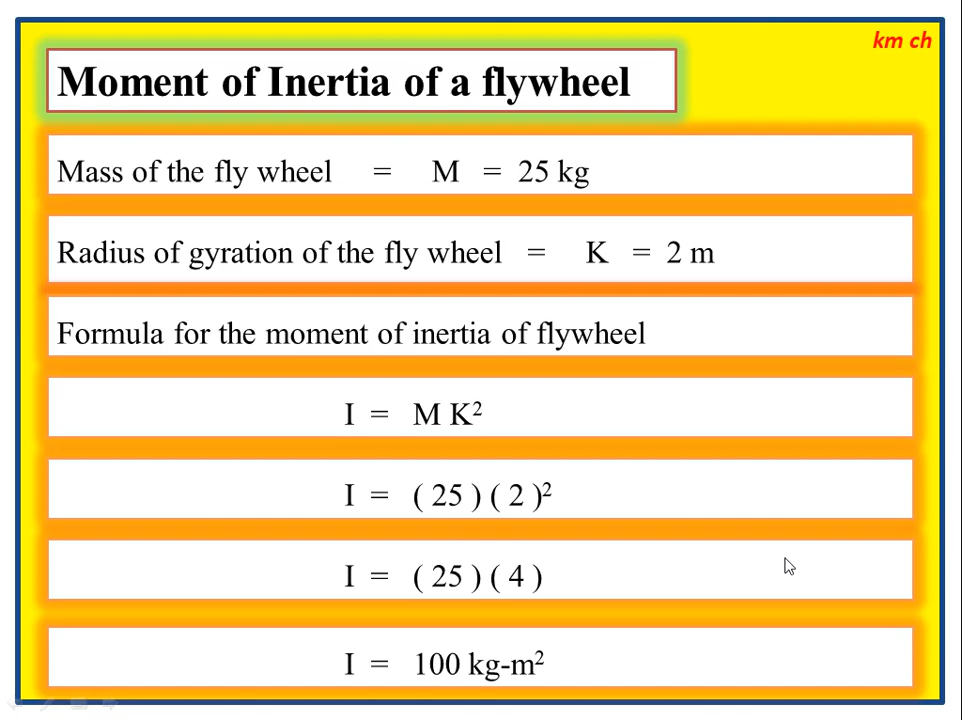 km ch
Moment of Inertia of a flywheel
Mass of the fly wheel = M = 25 kg
Radius of gyration of the fly wheel = K = 2 m
Formula for the moment of inertia of flywheel
I = M K²
I = ( 25 ) ( 2 )²
I = ( 25 ) ( 4 )
I = 100 kg-m²